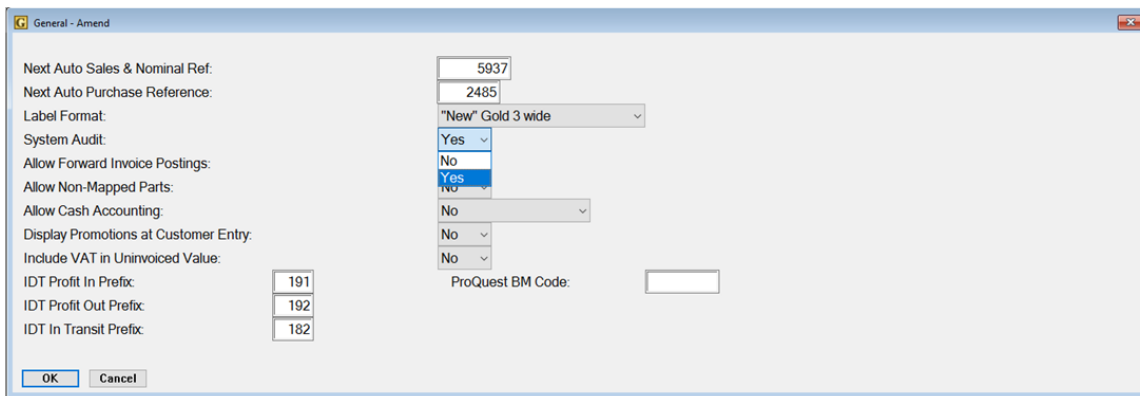 General - Amend
Next Auto Sales & Nominal Ref: 5937
Next Auto Purchase Reference: 2485
Label Format: "New" Gold 3 wide
System Audit: Yes
Allow Forward Invoice Postings: No
Yes
Allow Non-Mapped Parts: No
Allow Cash Accounting: No
Display Promotions at Customer Entry: No
Include VAT in Uninvoiced Value: No
IDT Profit In Prefix: 191 ProQuest BM Code:
IDT Profit Out Prefix: 192
IDT In Transit Prefix: 182
OK Cancel